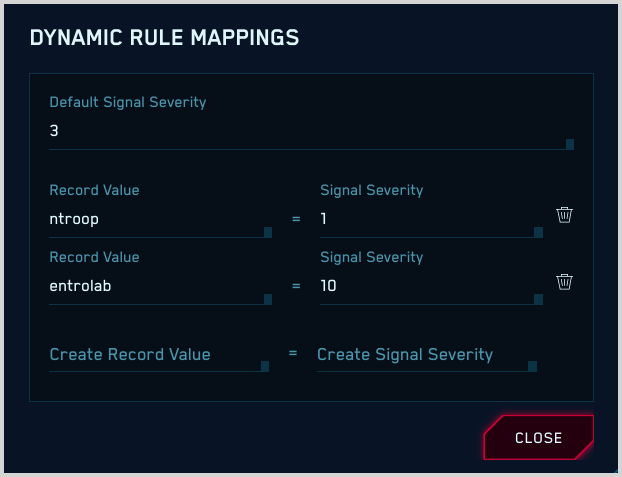 DYNAMIC RULE MAPPINGS
Default Signal Severity
3
Record Value Signal Severity
ntroop = 1
Record Value Signal Severity
entrolab = 10
Create Record Value = Create Signal Severity
CLOSE